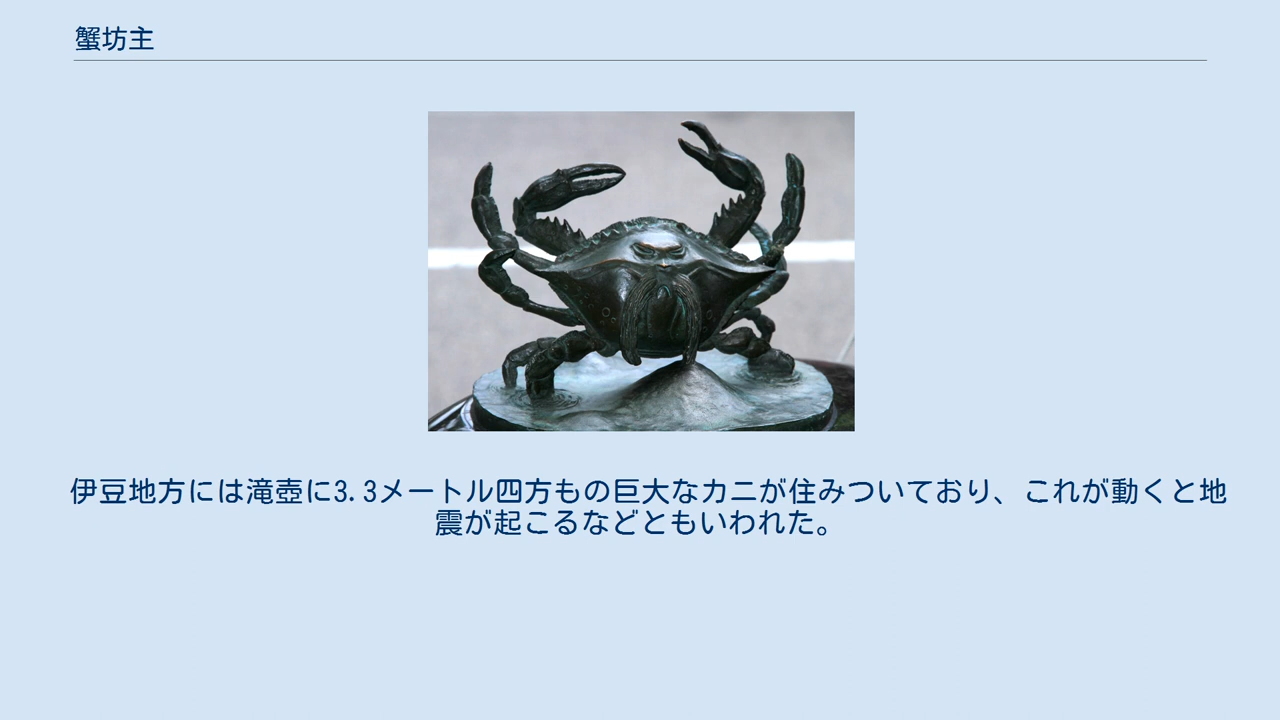 蟹坊主
伊豆地方には滝壺に3.3メートル四方もの巨大なカニが住みついており、これが動くと地
震が起こるなどともいわれた。